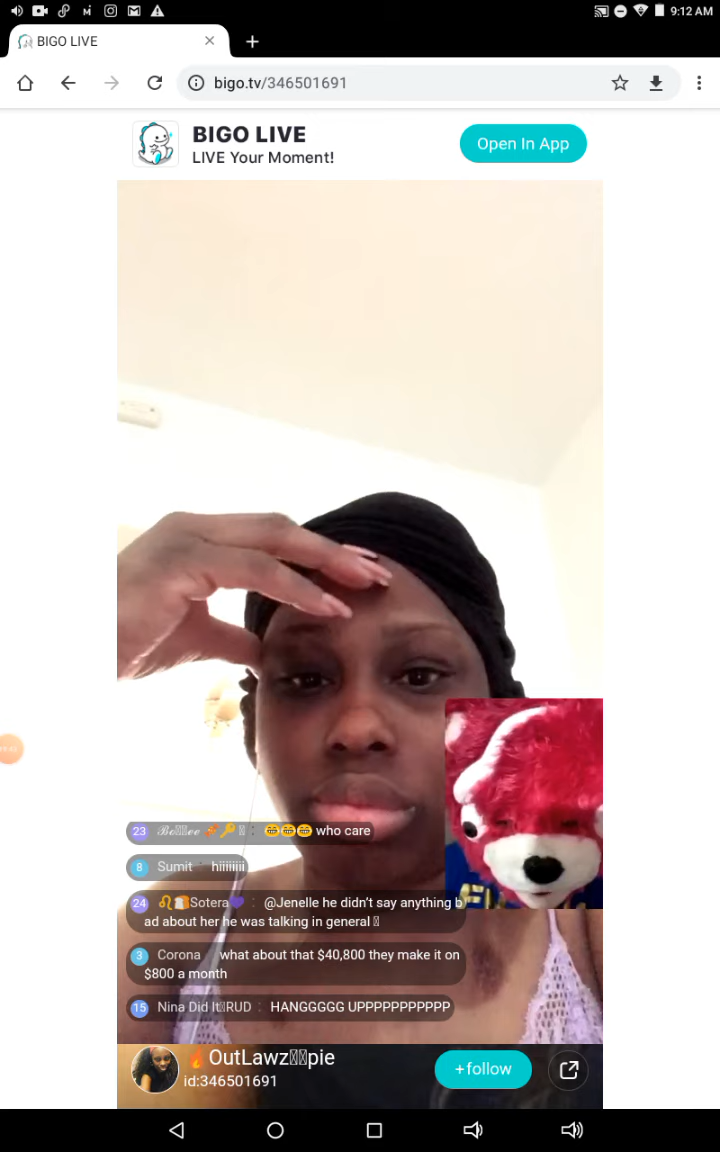 9:12 AM
BIGO LIVE
bigo.tv/346501691
BIGO LIVE
Open In App
LIVE Your Moment!
23 : 😁😁😁 who care
8 Sumit : hiiiiiiiii
24 ♌🍞Sotera💜 : @Jenelle he didn't say anything b
ad about her he was talking in general
3 Corona : what about that $40,800 they make it on
$800 a month
15 Nina Did It RUD : HANGGGGG UPPPPPPPPPPP
🔥OutLawz pie
+follow
id:346501691